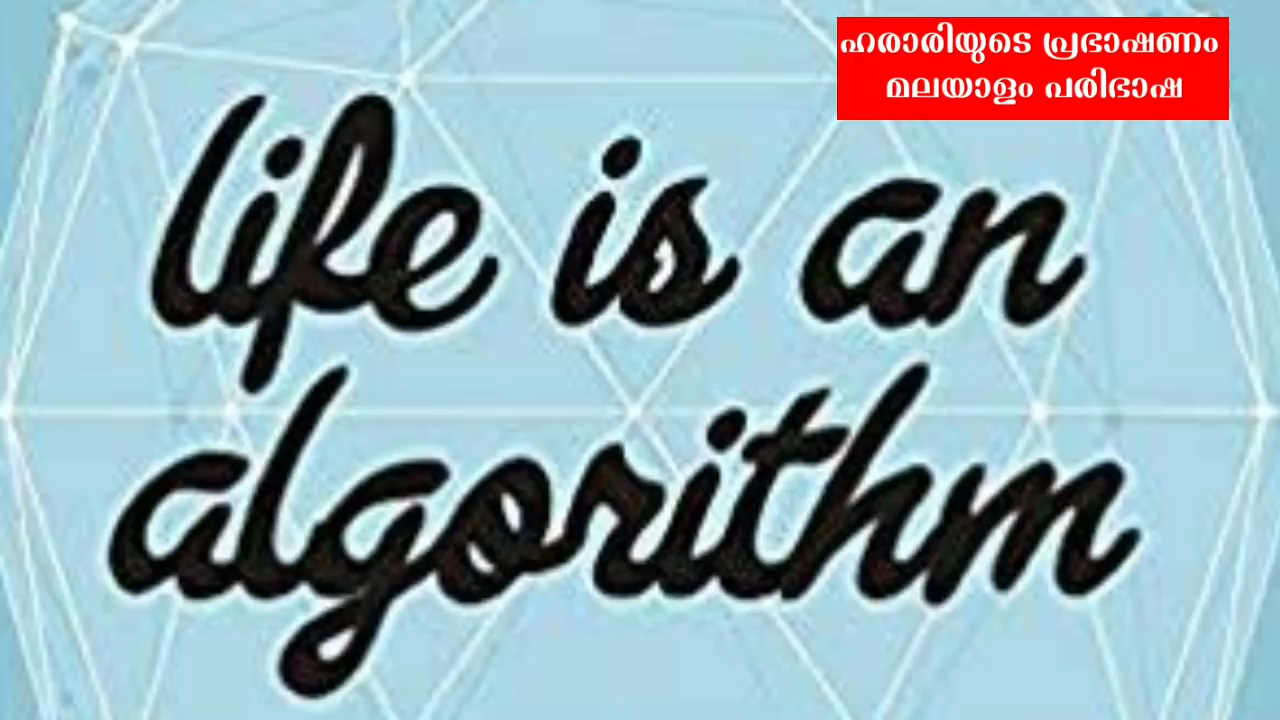 ഹരാരിയുടെ പ്രഭാഷണം
മലയാളം പരിഭാഷ
life is an
algorithm